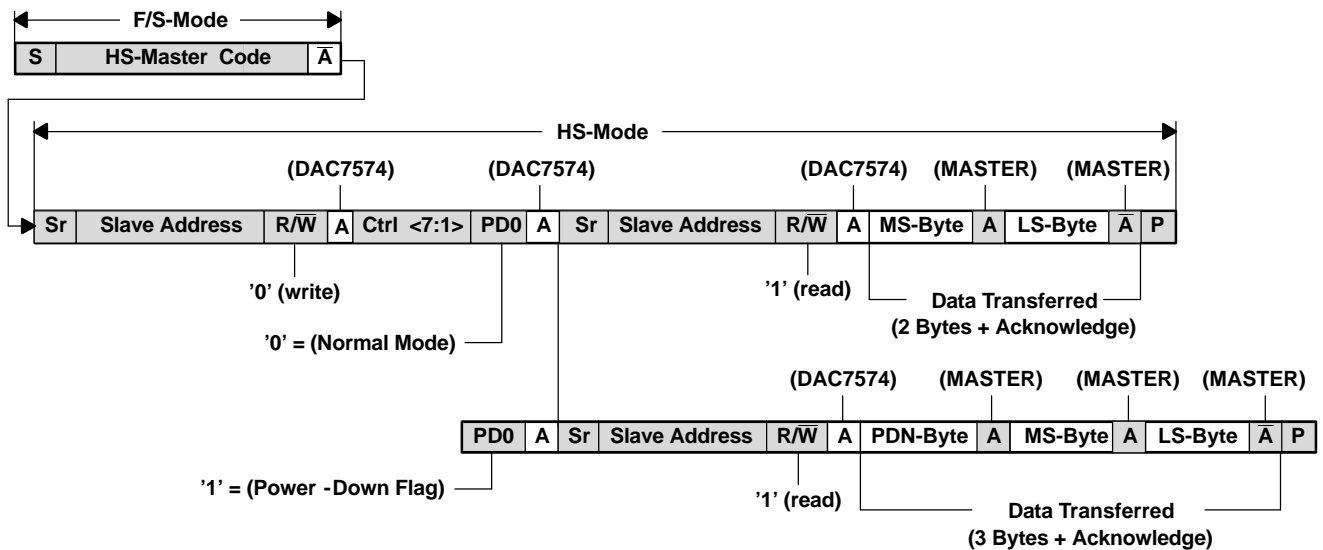 F/S-Mode
S HS-Master Code A̅
HS-Mode
(DAC7574) (DAC7574) (DAC7574) (MASTER) (MASTER)
Sr Slave Address R/W̅ A Ctrl <7:1> PD0 A Sr Slave Address R/W̅ A MS-Byte A LS-Byte A̅ P
'0' (write) '1' (read) Data Transferred
(2 Bytes + Acknowledge)
'0' = (Normal Mode)
(DAC7574) (MASTER) (MASTER) (MASTER)
PD0 A Sr Slave Address R/W̅ A PDN-Byte A MS-Byte A LS-Byte A̅ P
'1' = (Power -Down Flag) '1' (read) Data Transferred
(3 Bytes + Acknowledge)